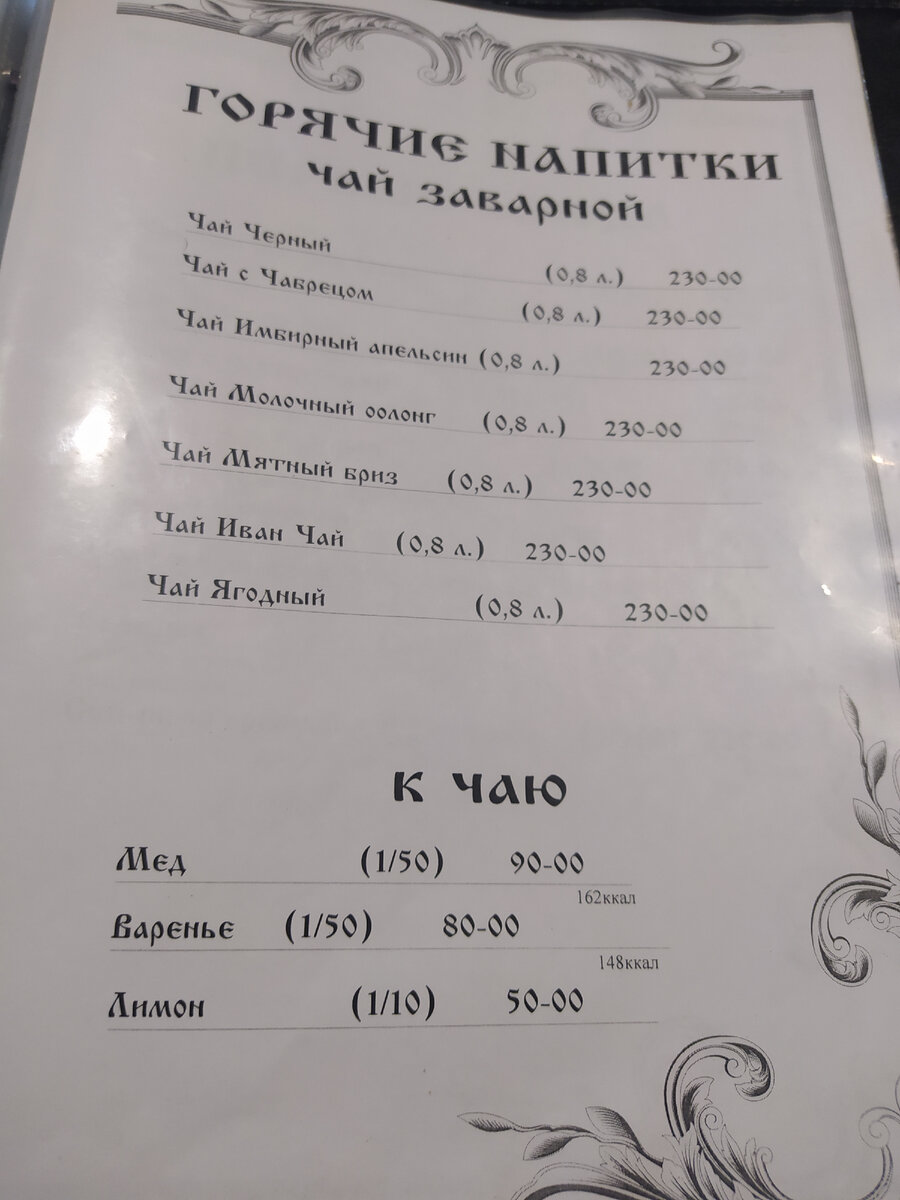 ГОРЯЧИЕ НАПИТКИ
ЧАЙ ЗАВАРНОЙ
Чай Черный (0,8 л.) 230-00
Чай с Чабрецом (0,8 л.) 230-00
Чай Имбирный апельсин (0,8 л.) 230-00
Чай Молочный оолонг (0,8 л.) 230-00
Чай Мятный бриз (0,8 л.) 230-00
Чай Иван Чай (0,8 л.) 230-00
Чай Ягодный (0,8 л.) 230-00
К ЧАЮ
Мед (1/50) 90-00
162ккал
Варенье (1/50) 80-00
148ккал
Лимон (1/10) 50-00